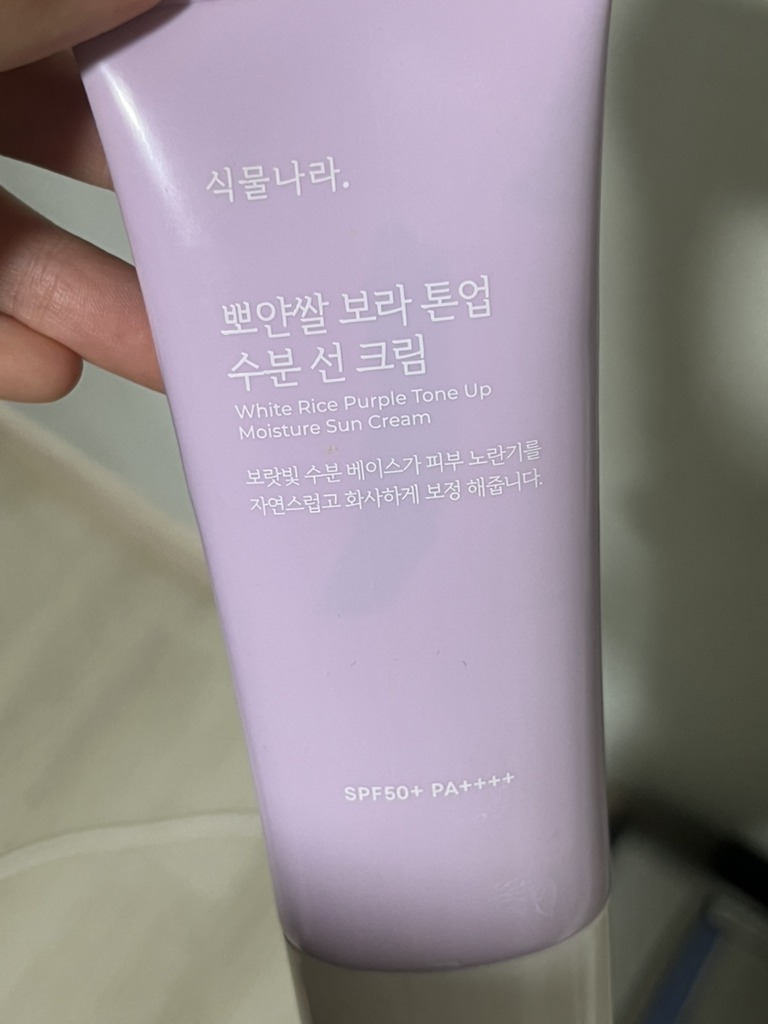 식물나라.
뽀얀쌀 보라 톤업
수분 선 크림
White Rice Purple Tone Up
Moisture Sun Cream
보랏빛 수분 베이스가 피부 노란기를
자연스럽고 화사하게 보정 해줍니다.
SPF50+ PA++++